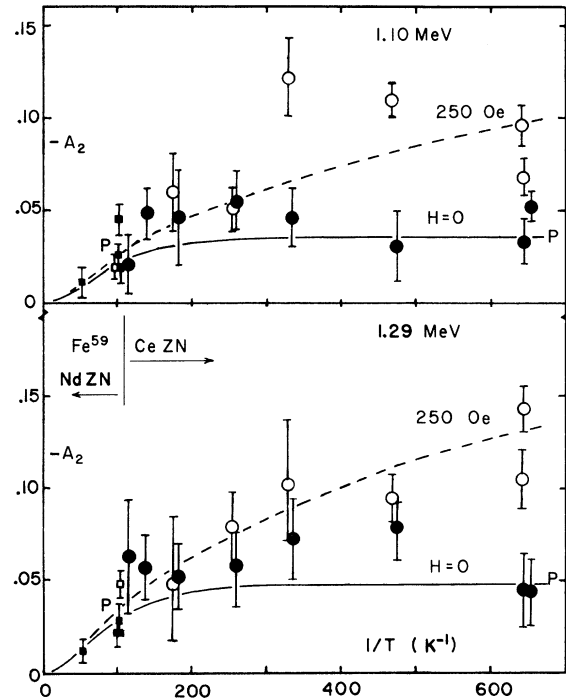 .15
1.10 MeV
.10
250 Oe
−A₂
.05
P
H=0
P
0
Fe⁵⁹
Ce ZN
1.29 MeV
Nd ZN
.15
250 Oe
−A₂
.10
.05
H=0
P
P
1/T (K⁻¹)
0
0
200
400
600